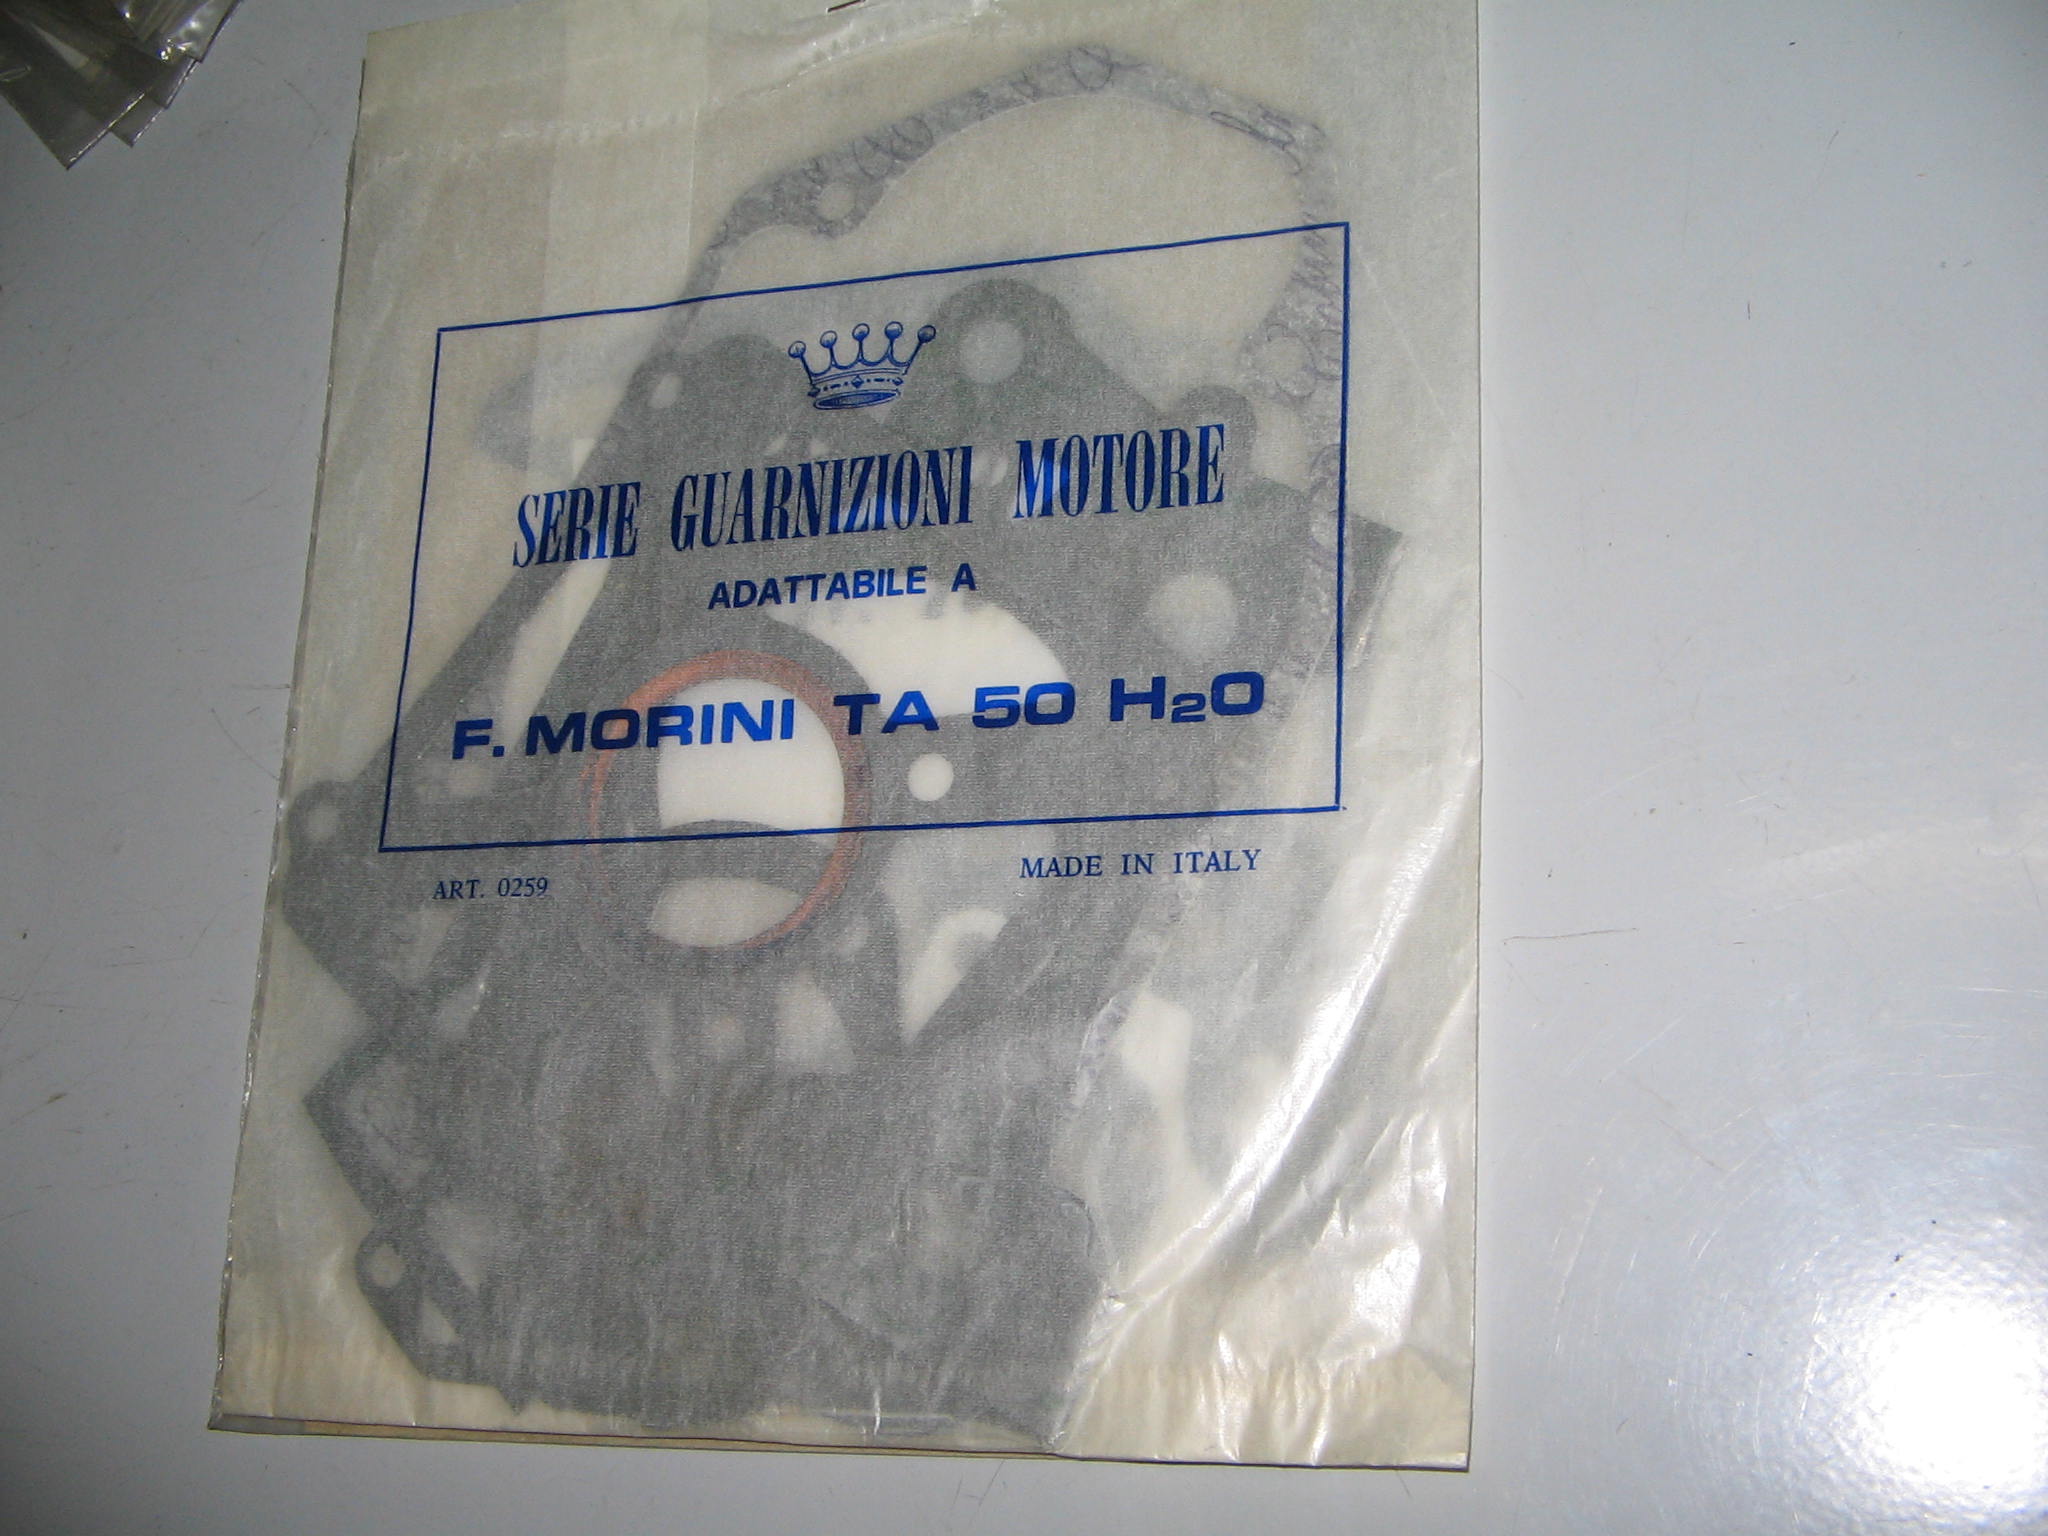 SERIE GUARNIZIONI MOTORE
ADATTABILE A
F. MORINI TA 50 H₂O
ART. 0259
MADE IN ITALY